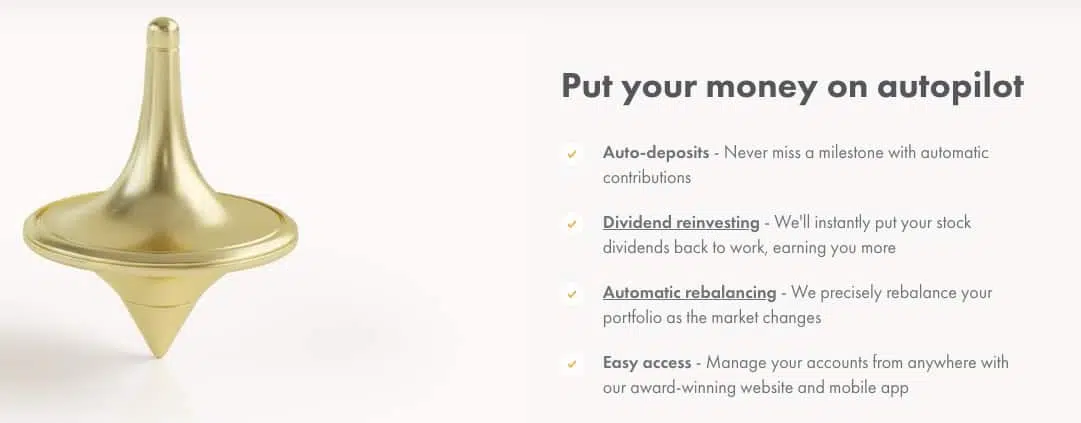 Put your money on autopilot
Auto-deposits - Never miss a milestone with automatic
contributions
Dividend reinvesting - We'll instantly put your stock
dividends back to work, earning you more
Automatic rebalancing - We precisely rebalance your
portfolio as the market changes
Easy access - Manage your accounts from anywhere with
our award-winning website and mobile app